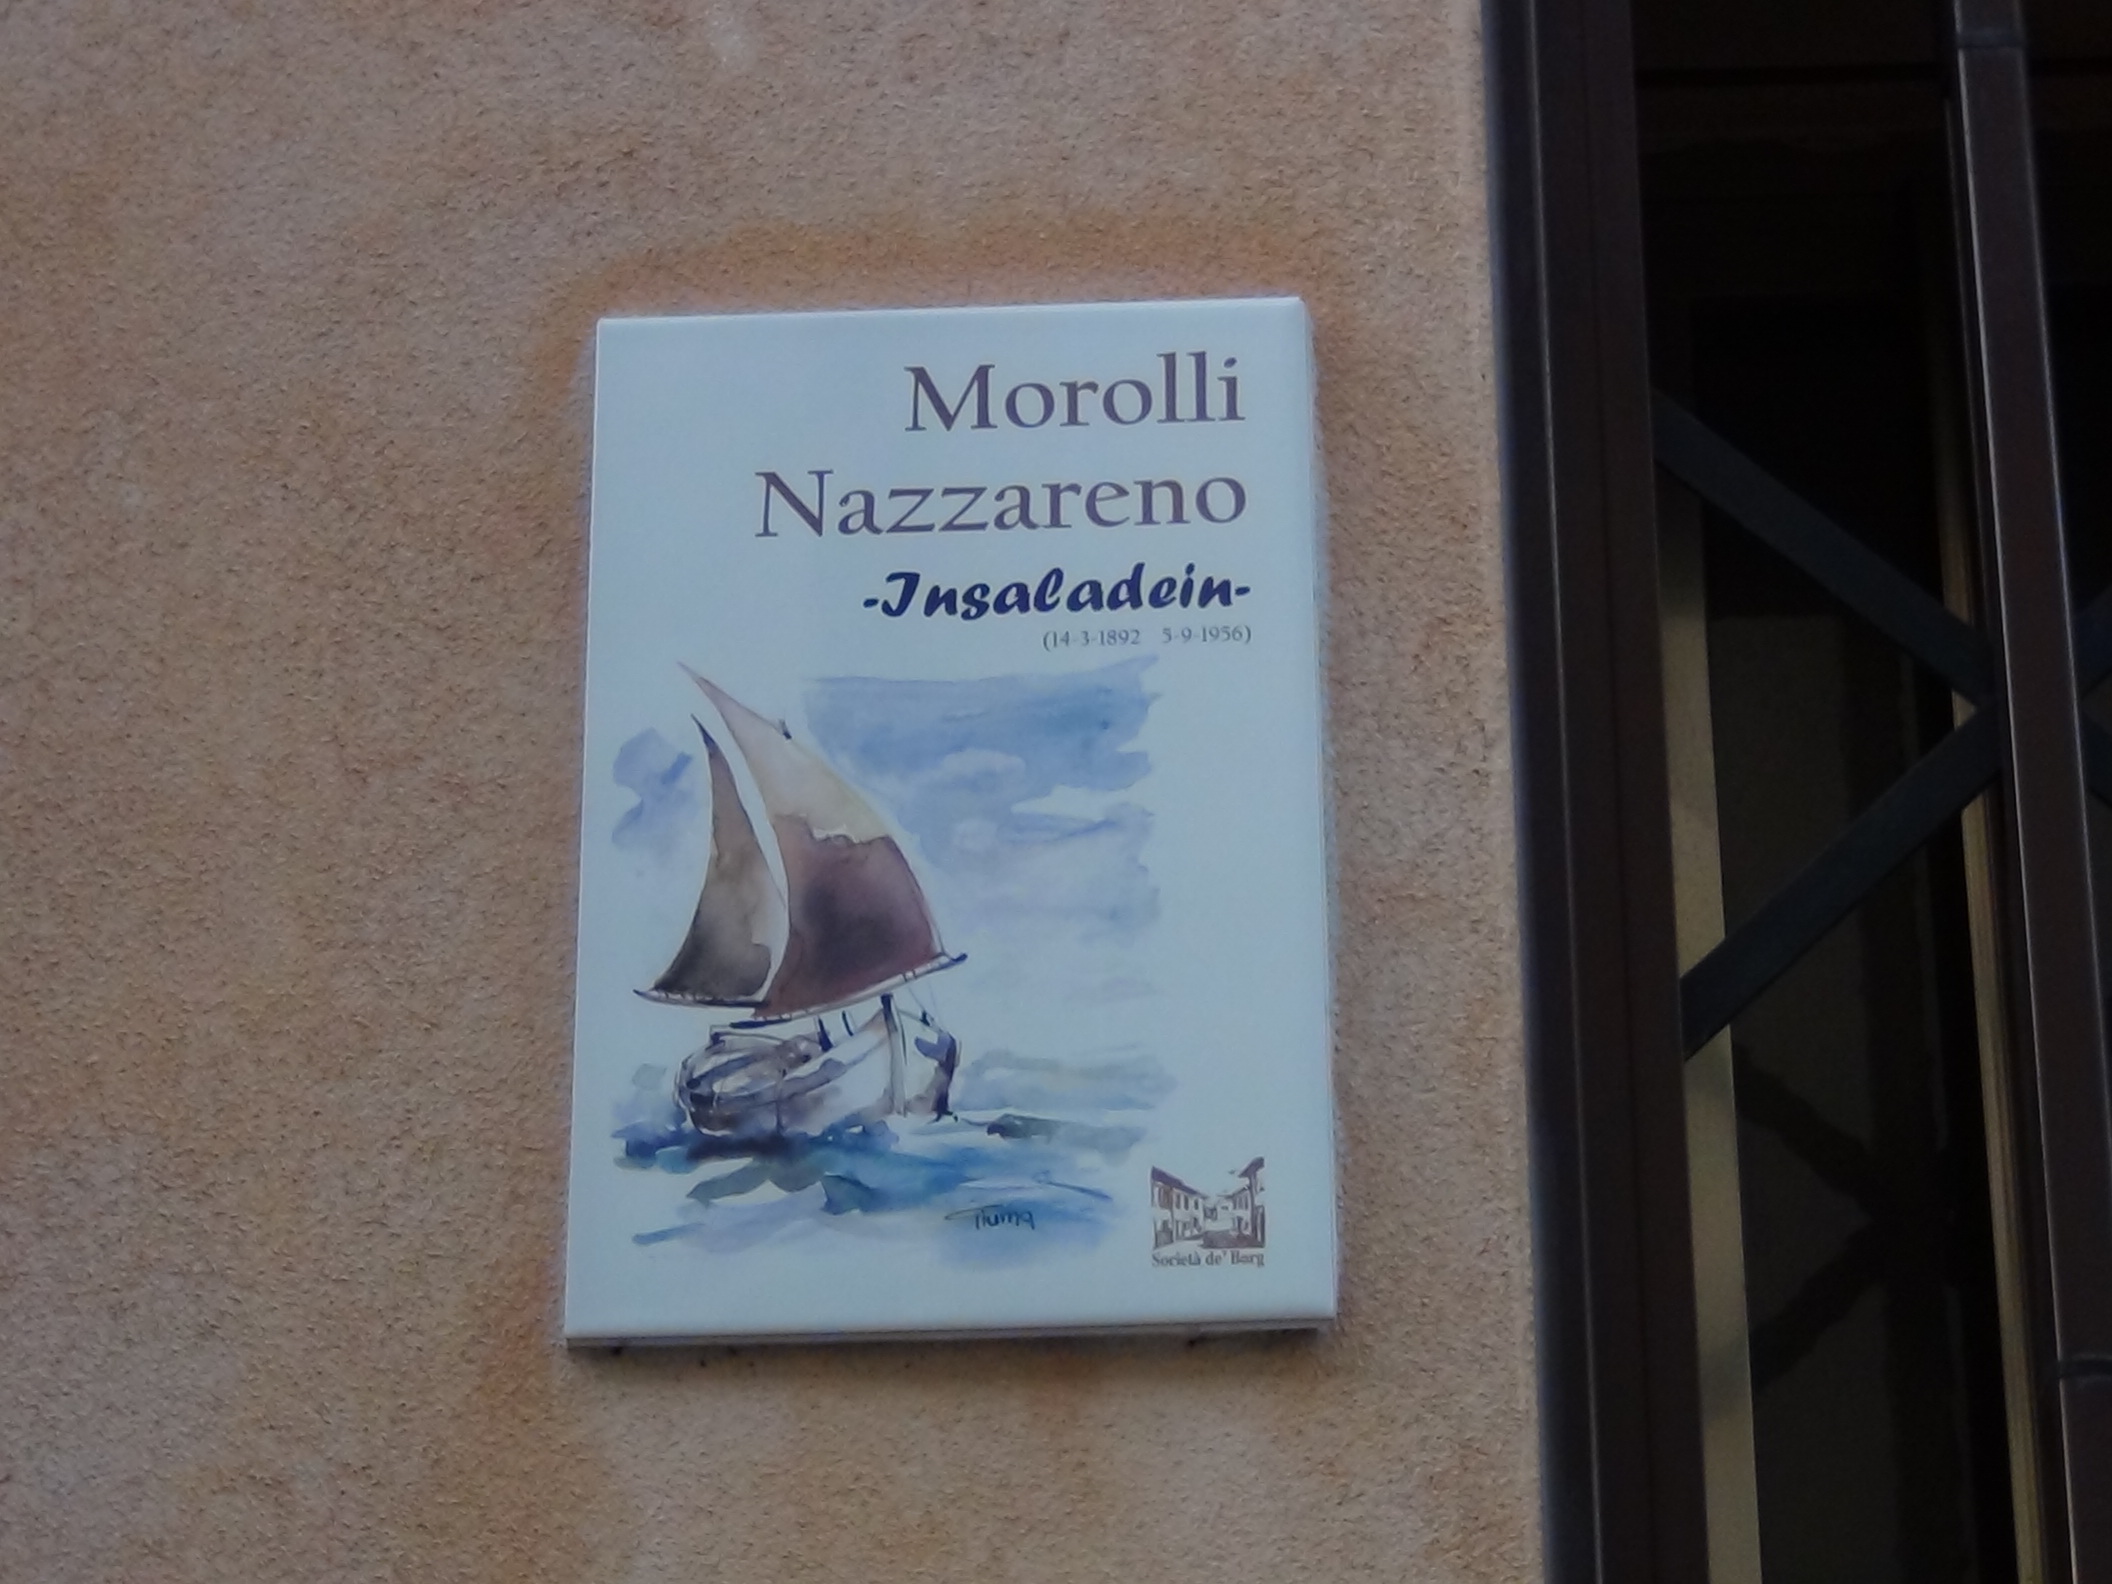 Morolli
Nazzareno
-Insaladein-
(14-3-1892 5-9-1956)
Società de' Borg